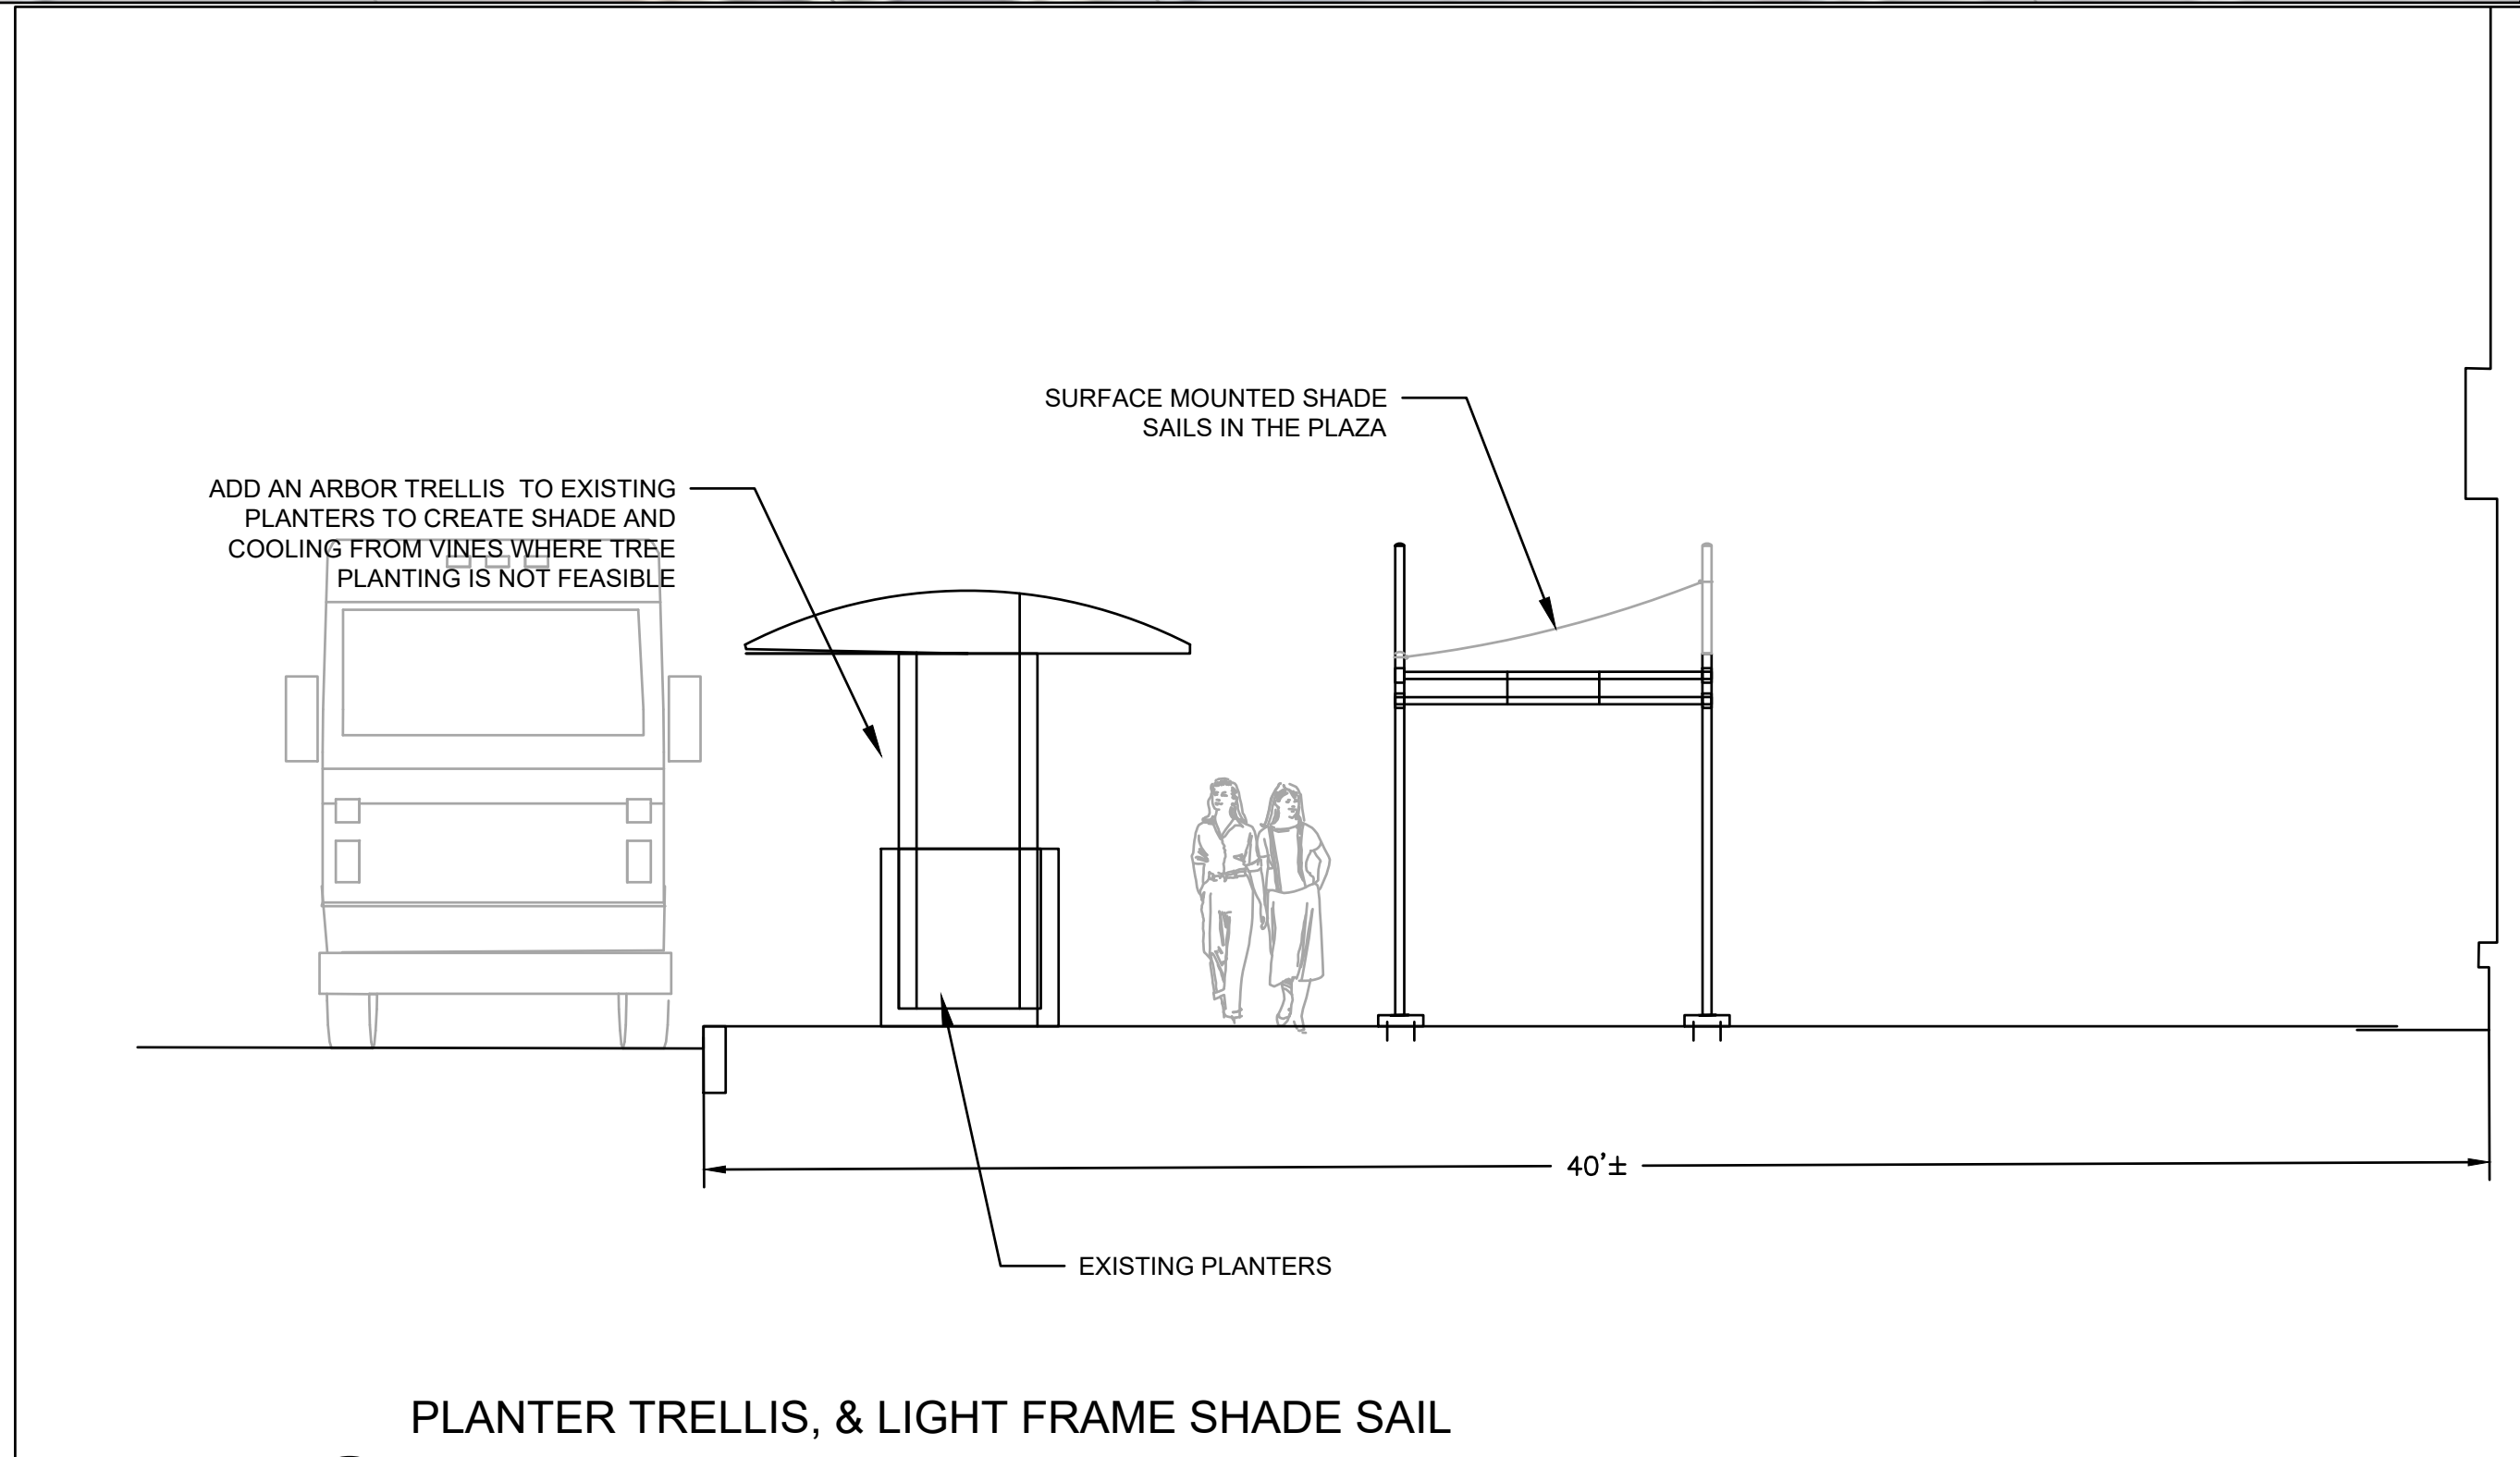 SURFACE MOUNTED SHADE
SAILS IN THE PLAZA
ADD AN ARBOR TRELLIS  TO EXISTING
PLANTERS TO CREATE SHADE AND
COOLING FROM VINES WHERE TREE
PLANTING IS NOT FEASIBLE
40'±
EXISTING PLANTERS
PLANTER TRELLIS, & LIGHT FRAME SHADE SAIL